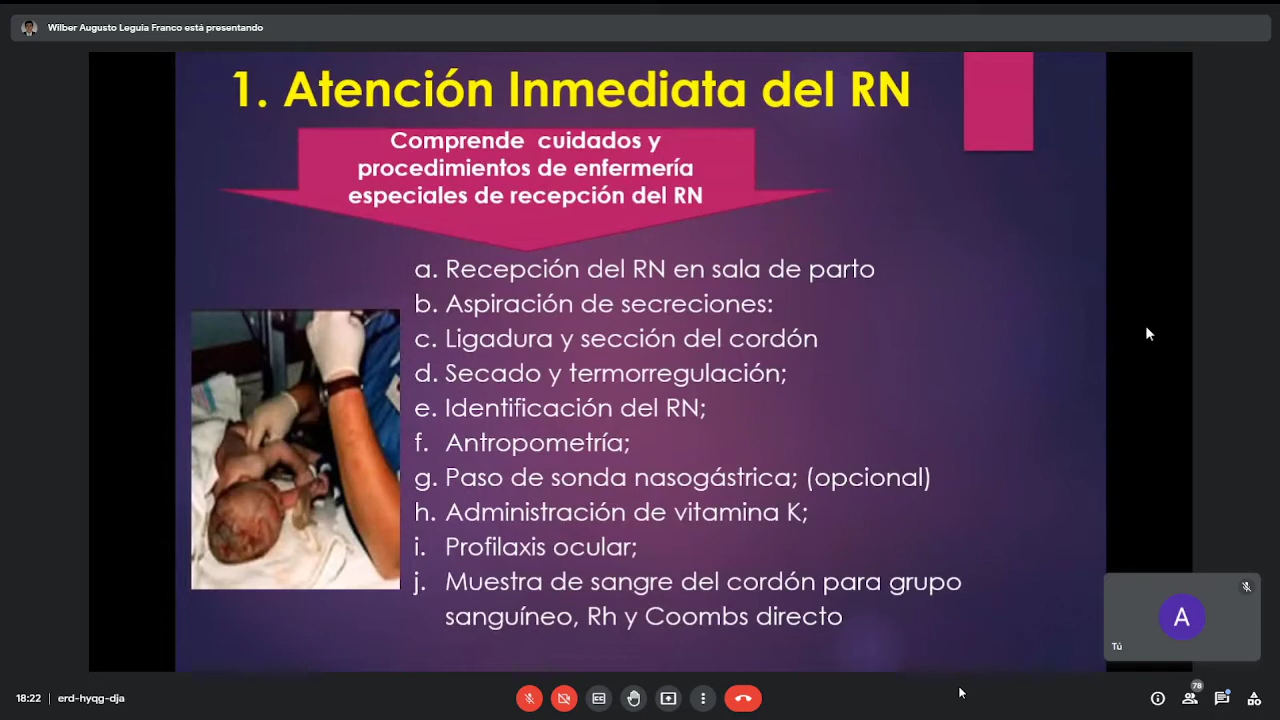 Wilber Augusto Leguia Franco está presentando
1. Atención Inmediata del RN
Comprende cuidados y
procedimientos de enfermería
especiales de recepción del RN
a. Recepción del RN en sala de parto
b. Aspiración de secreciones:
c. Ligadura y sección del cordón
d. Secado y termorregulación;
e. Identificación del RN;
f. Antropometría;
g. Paso de sonda nasogástrica; (opcional)
h. Administración de vitamina K;
i. Profilaxis ocular;
j. Muestra de sangre del cordón para grupo
sanguíneo, Rh y Coombs directo
A
Tú
18:22 erd-hyqg-dja
78